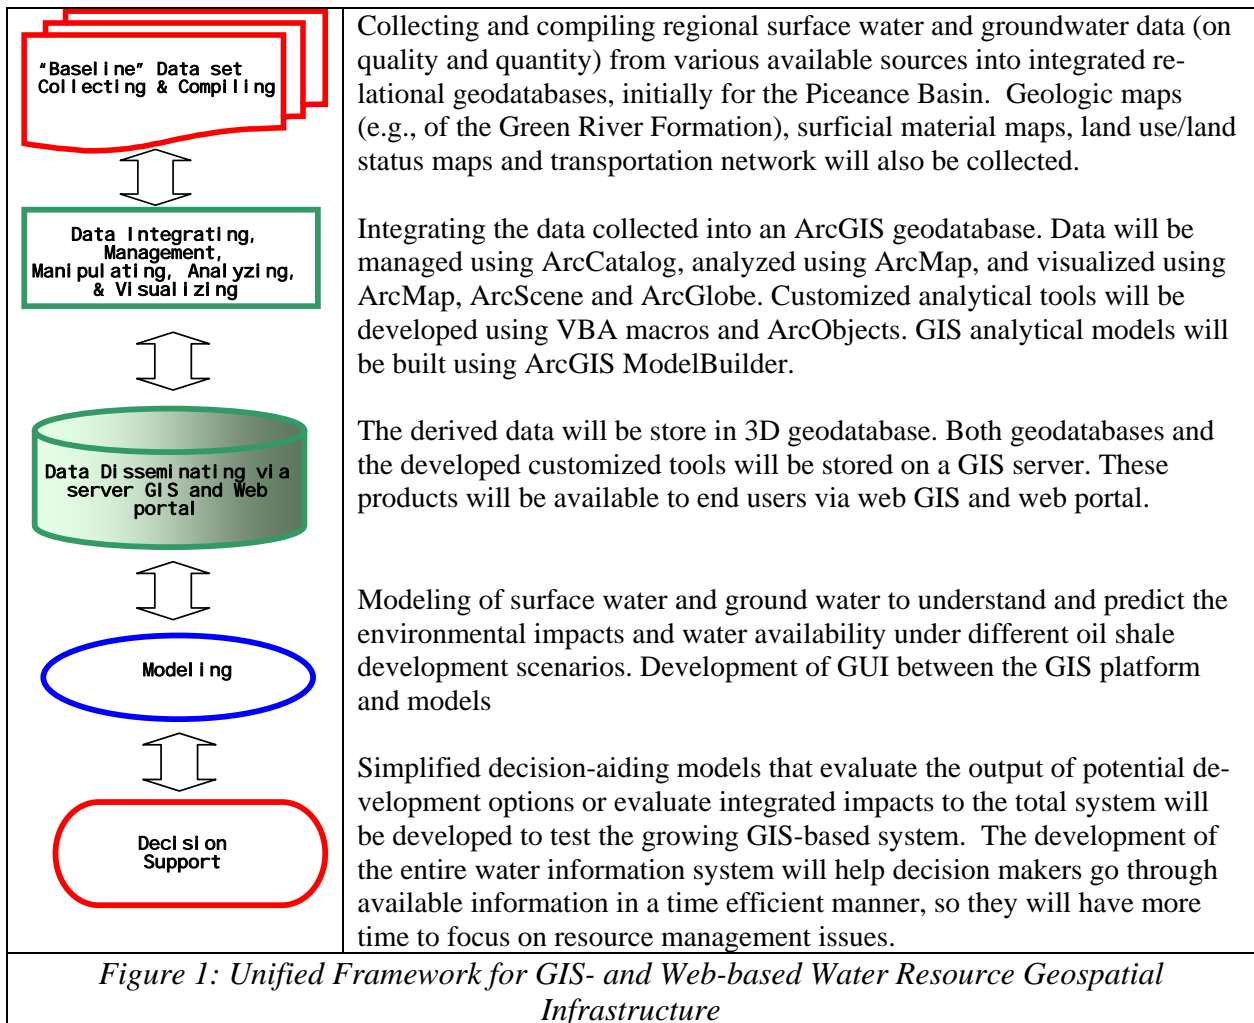 "Baseline" Data set
Collecting & Compiling
Collecting and compiling regional surface water and groundwater data (on
quality and quantity) from various available sources into integrated re-
lational geodatabases, initially for the Piceance Basin.  Geologic maps
(e.g., of the Green River Formation), surficial material maps, land use/land
status maps and transportation network will also be collected.
Data Integrating,
Management,
Manipulating, Analyzing,
& Visualizing
Integrating the data collected into an ArcGIS geodatabase. Data will be
managed using ArcCatalog, analyzed using ArcMap, and visualized using
ArcMap, ArcScene and ArcGlobe. Customized analytical tools will be
developed using VBA macros and ArcObjects. GIS analytical models will
be built using ArcGIS ModelBuilder.
Data Disseminating via
server GIS and Web
portal
The derived data will be store in 3D geodatabase. Both geodatabases and
the developed customized tools will be stored on a GIS server. These
products will be available to end users via web GIS and web portal.
Modeling
Modeling of surface water and ground water to understand and predict the
environmental impacts and water availability under different oil shale
development scenarios. Development of GUI between the GIS platform
and models
Decision
Support
Simplified decision-aiding models that evaluate the output of potential de-
velopment options or evaluate integrated impacts to the total system will
be developed to test the growing GIS-based system.  The development of
the entire water information system will help decision makers go through
available information in a time efficient manner, so they will have more
time to focus on resource management issues.
Figure 1: Unified Framework for GIS- and Web-based Water Resource Geospatial
Infrastructure